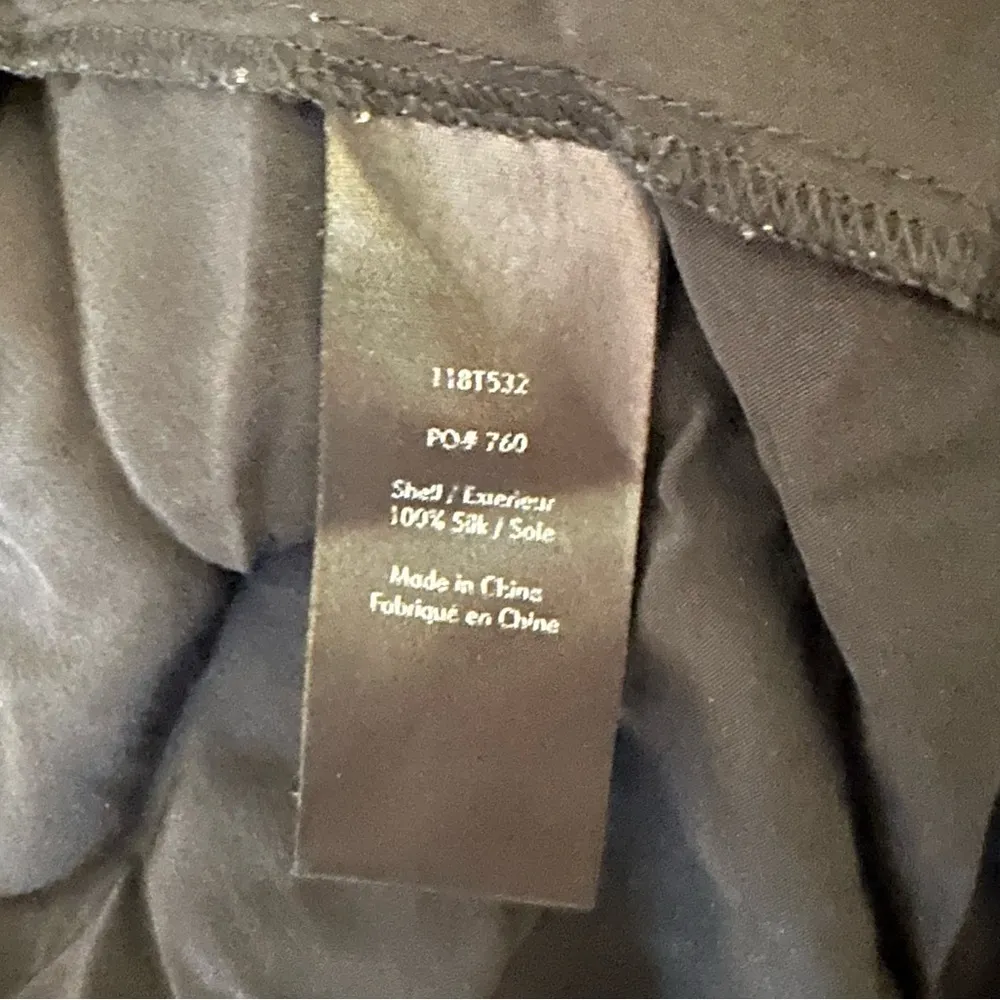 118T532
PO# 760
Shell / Exterieur
100% Silk / Soie
Made in China
Fabriqué en Chine